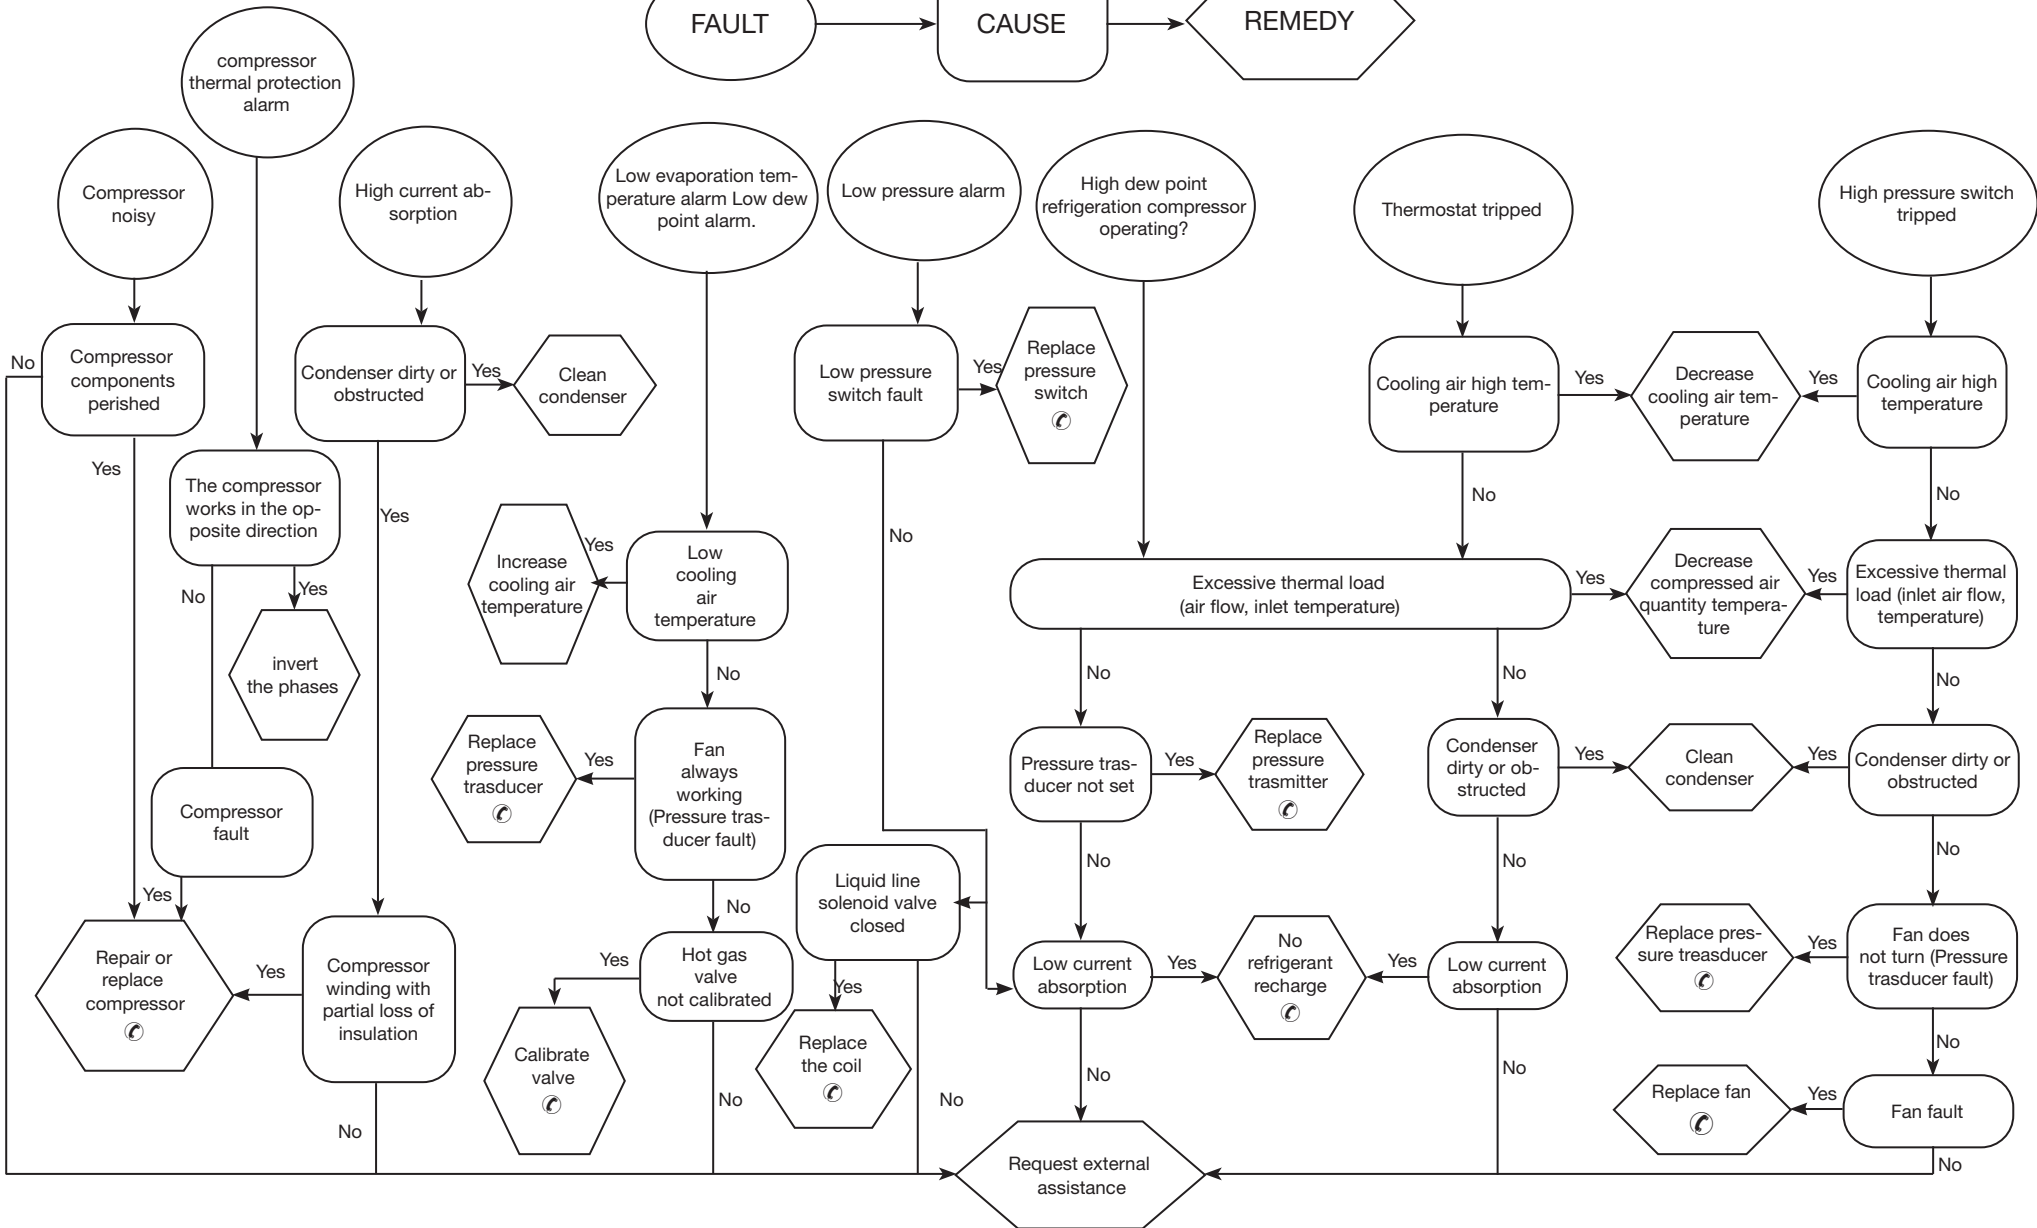 FAULT
CAUSE
REMEDY
compressor
thermal protection
alarm
Compressor
noisy
High current ab-
sorption
Low evaporation tem-
perature alarm Low dew
point alarm.
Low pressure alarm
High dew point
refrigeration compressor
operating?
Thermostat tripped
High pressure switch
tripped
No
Compressor
components
perished
Condenser dirty or
obstructed
Yes
Clean
condenser
Low pressure
switch fault
Yes
Replace
pressure
switch
Cooling air high tem-
perature
Yes
Decrease
cooling air tem-
perature
Yes
Cooling air high
temperature
Yes
The compressor
works in the op-
posite direction
Yes
No
No
No
Increase
cooling air
temperature
Yes
Low
cooling
air
temperature
Excessive thermal load
(air flow, inlet temperature)
Yes
Decrease
compressed air
quantity tempera-
ture
Yes
Excessive thermal
load (inlet air flow,
temperature)
No
Yes
invert
the phases
No
No
No
No
Replace
pressure
trasducer
Yes
Fan
always
working
(Pressure tras-
ducer fault)
Pressure tras-
ducer not set
Yes
Replace
pressure
trasmitter
Condenser
dirty or ob-
structed
Yes
Clean
condenser
Yes
Condenser dirty or
obstructed
Compressor
fault
No
No
No
Yes
Liquid line
solenoid valve
closed
No
Repair or
replace
compressor
Yes
Compressor
winding with
partial loss of
insulation
Yes
Hot gas
valve
not calibrated
Low current
absorption
Yes
No
refrigerant
recharge
Yes
Low current
absorption
Replace pres-
sure treasducer
Yes
Fan does
not turn (Pressure
trasducer fault)
Yes
Calibrate
valve
Replace
the coil
No
No
No
No
No
No
Replace fan
Yes
Fan fault
No
Request external
assistance
No